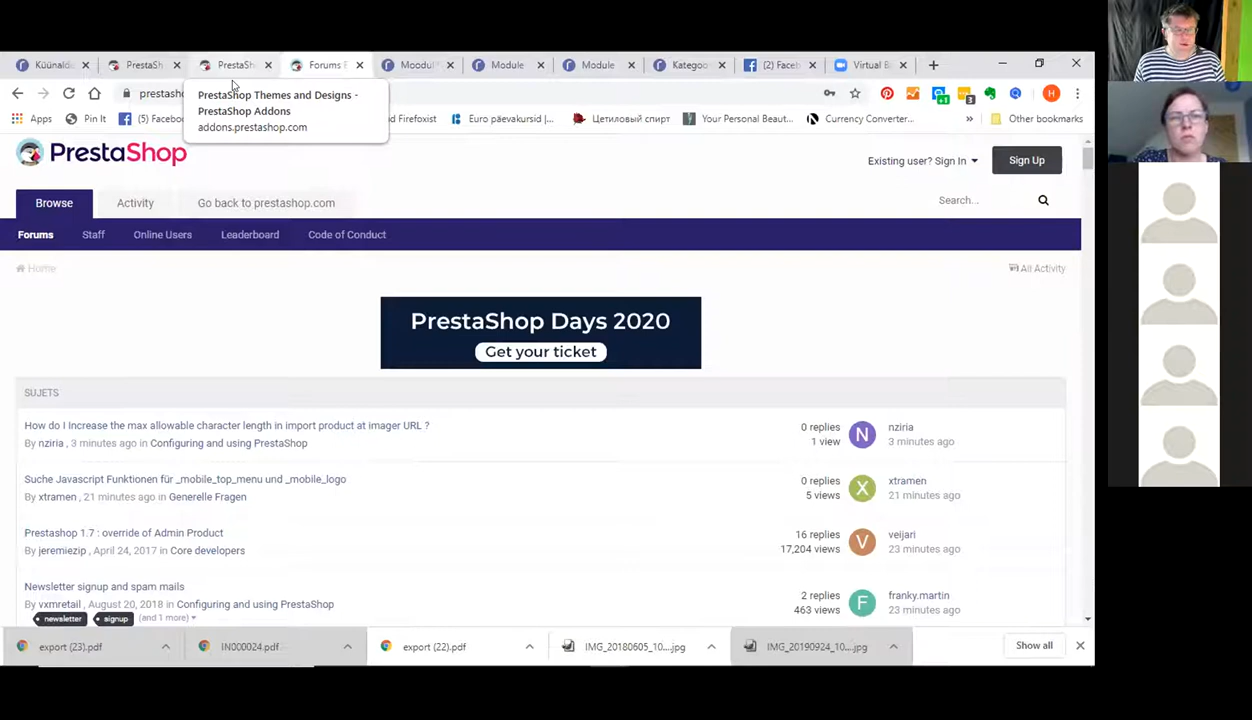 Küünald
PrestaSh
PrestaSh
Forums
Moodul
Module
Module
Kategoo
(2) Faceb
Virtual B
prestasho
PrestaShop Themes and Designs -
PrestaShop Addons
addons.prestashop.com
Apps
Pin It
(5) Faceboo
d Firefoxist
Euro päevakursid (I...
Цетиловый спирт
Your Personal Beau...
Currency Converter...
Other bookmarks
PrestaShop
Existing user? Sign In
Sign Up
Browse
Activity
Go back to prestashop.com
Search...
Forums
Staff
Online Users
Leaderboard
Code of Conduct
Home
All Activity
PrestaShop Days 2020
Get your ticket
SUJETS
How do I Increase the max allowable character length in import product at imager URL ?
By nziria , 3 minutes ago in Configuring and using PrestaShop
0 replies
1 view
N
nziria
3 minutes ago
Suche Javascript Funktionen für _mobile_top_menu und _mobile_logo
By xtramen , 21 minutes ago in Generelle Fragen
0 replies
5 views
X
xtramen
21 minutes ago
Prestashop 1.7 : override of Admin Product
By jeremiezip , April 24, 2017 in Core developers
16 replies
17,204 views
V
veijari
23 minutes ago
Newsletter signup and spam mails
By vxmretail , August 20, 2018 in Configuring and using PrestaShop
newsletter
signup
(and 1 more)
2 replies
463 views
F
franky.martin
23 minutes ago
export (23).pdf
IN000024.pdf
export (22).pdf
IMG_20180605_10....jpg
IMG_20190924_10....jpg
Show all